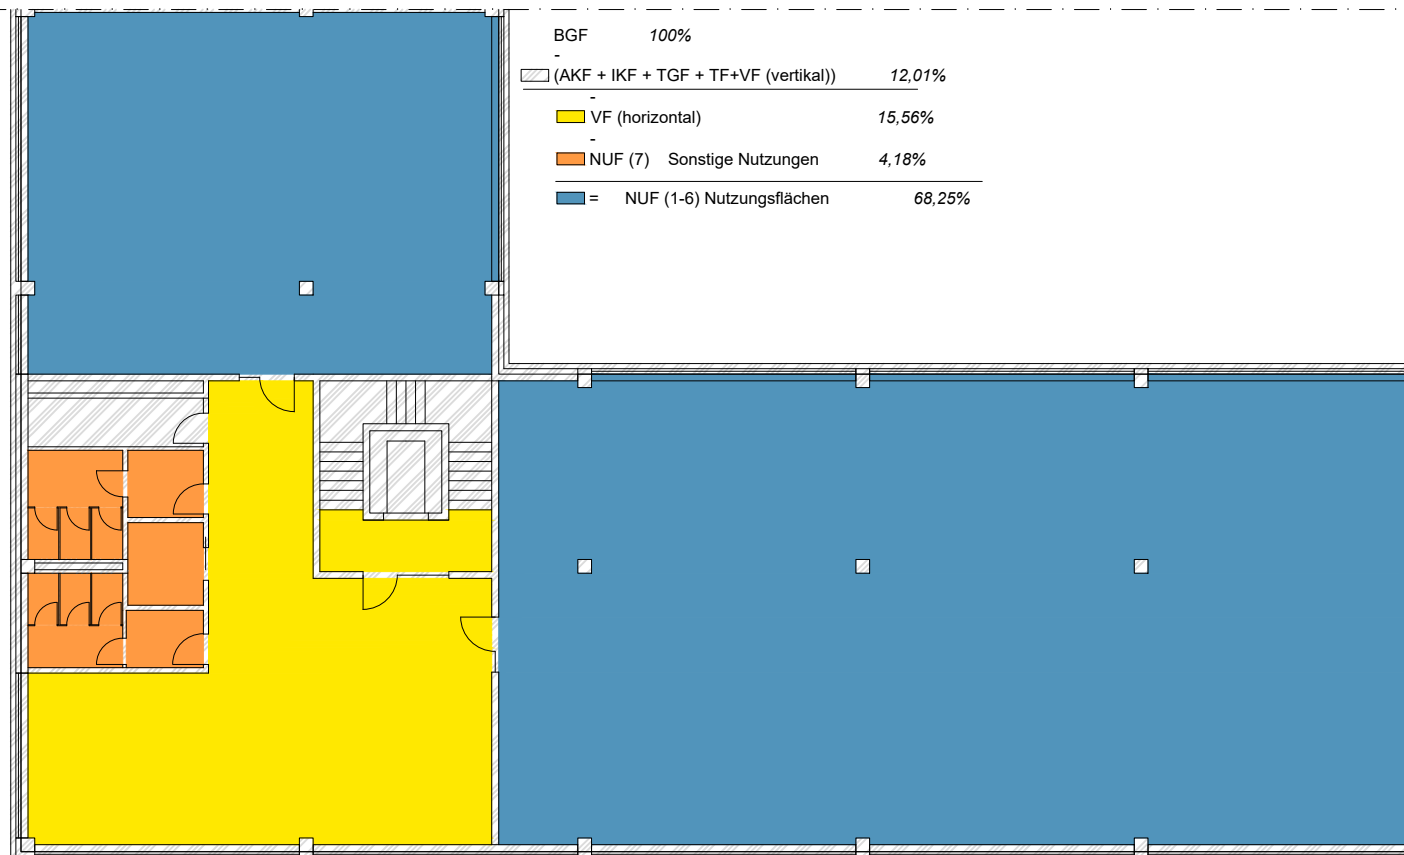 BGF 100%
-
(AKF + IKF + TGF + TF+VF (vertikal)) 12,01%
-
VF (horizontal) 15,56%
-
NUF (7) Sonstige Nutzungen 4,18%
= NUF (1-6) Nutzungsflächen 68,25%